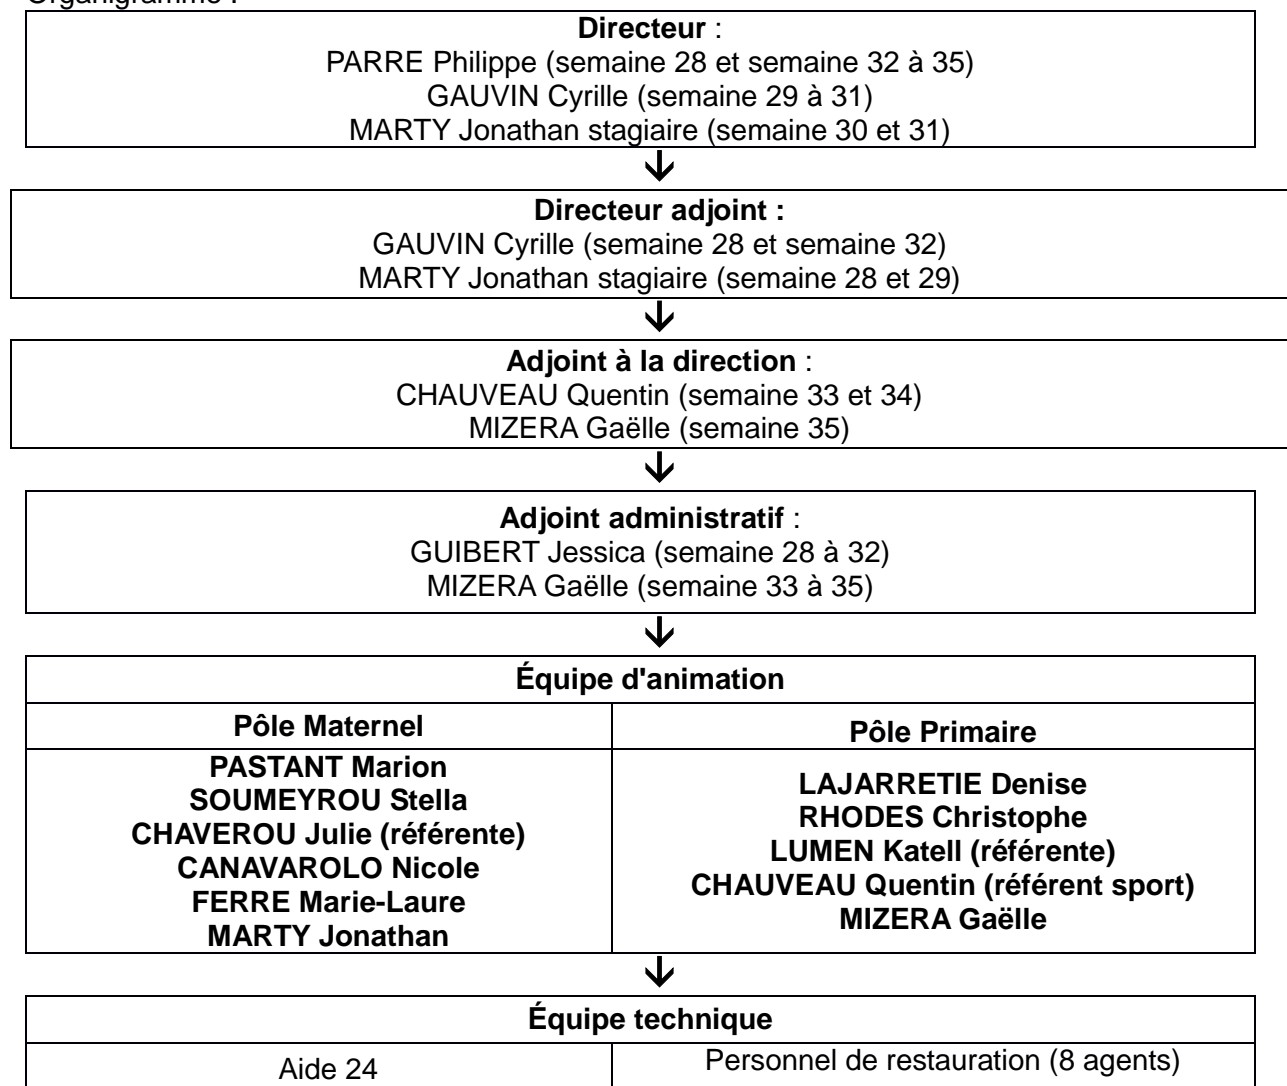 Organigramme :
Directeur :
PARRE Philippe (semaine 28 et semaine 32 à 35)
GAUVIN Cyrille (semaine 29 à 31)
MARTY Jonathan stagiaire (semaine 30 et 31)
Directeur adjoint :
GAUVIN Cyrille (semaine 28 et semaine 32)
MARTY Jonathan stagiaire (semaine 28 et 29)
Adjoint à la direction :
CHAUVEAU Quentin (semaine 33 et 34)
MIZERA Gaëlle (semaine 35)
Adjoint administratif :
GUIBERT Jessica (semaine 28 à 32)
MIZERA Gaëlle (semaine 33 à 35)
Équipe d'animation
Pôle Maternel
PASTANT Marion
SOUMEYROU Stella
CHAVEROU Julie (référente)
CANAVAROLO Nicole
FERRE Marie-Laure
MARTY Jonathan
Pôle Primaire
LAJARRETIE Denise
RHODES Christophe
LUMEN Katell (référente)
CHAUVEAU Quentin (référent sport)
MIZERA Gaëlle
Équipe technique
Aide 24
Personnel de restauration (8 agents)